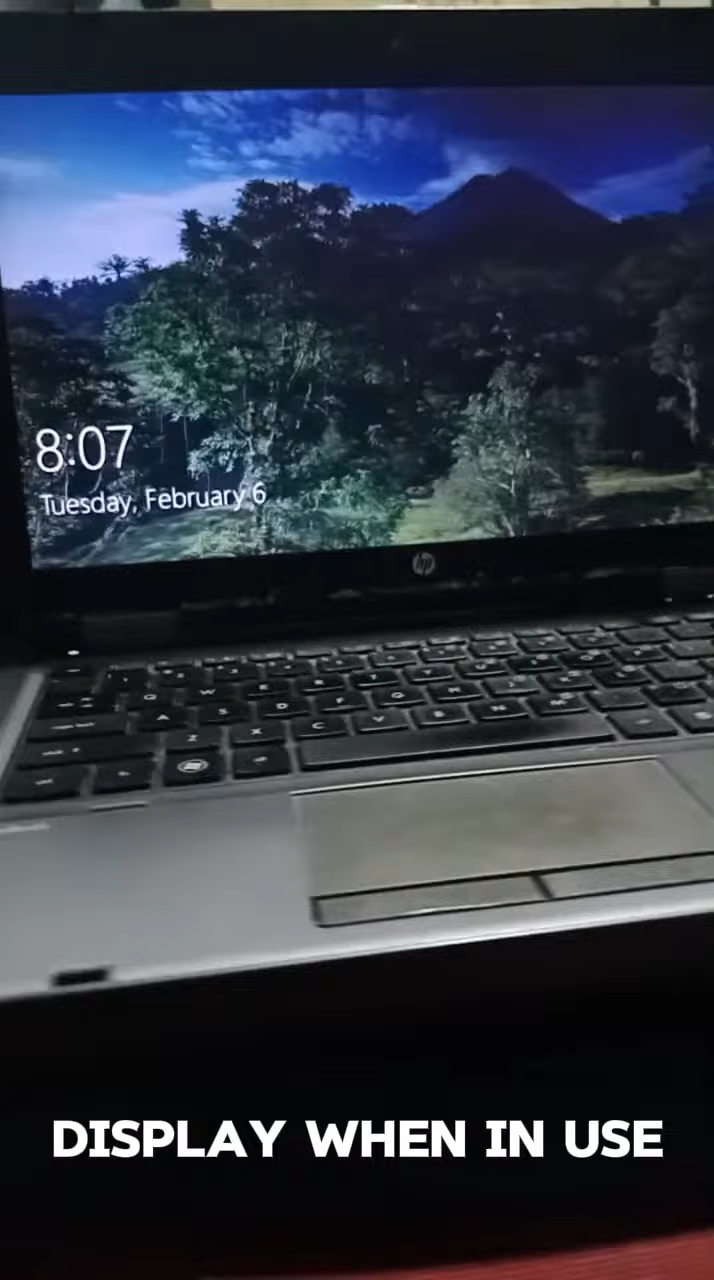 8:07
Tuesday, February 6
hp
Q W E R T Y U
A S D F G H J K L
Z X C V B N M
DISPLAY WHEN IN USE